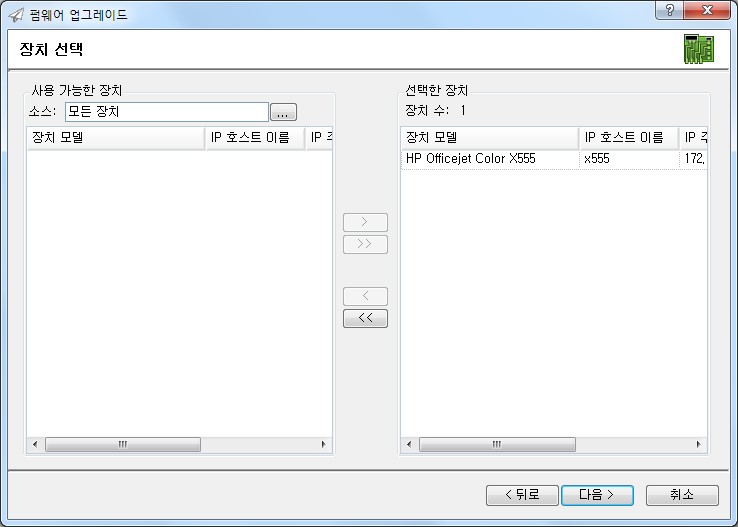 펌웨어 업그레이드
장치 선택
사용 가능한 장치
소스: 모든 장치 ...
장치 모델 IP 호스트 이름 IP
선택한 장치
장치 수: 1
장치 모델 IP 호스트 이름 IP
HP Officejet Color X555 x555 172.
>
>>
<
<<
< 뒤로 다음 > 취소